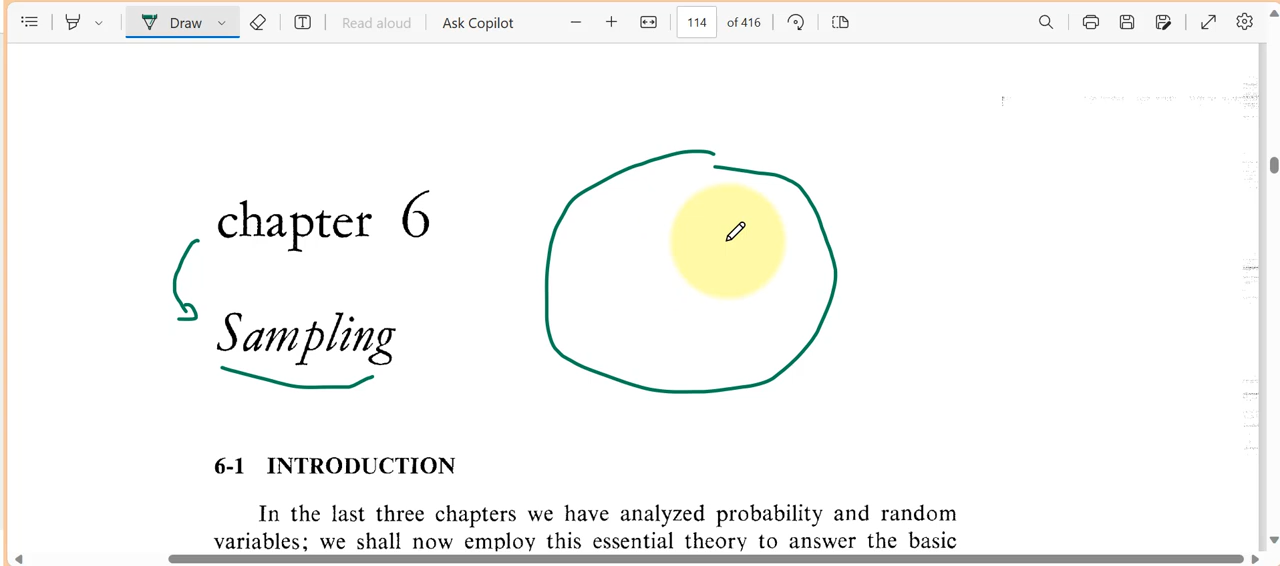 Draw T Read aloud Ask Copilot 114 of 416
chapter 6
Sampling
6-1 INTRODUCTION
In the last three chapters we have analyzed probability and random
variables; we shall now employ this essential theory to answer the basic